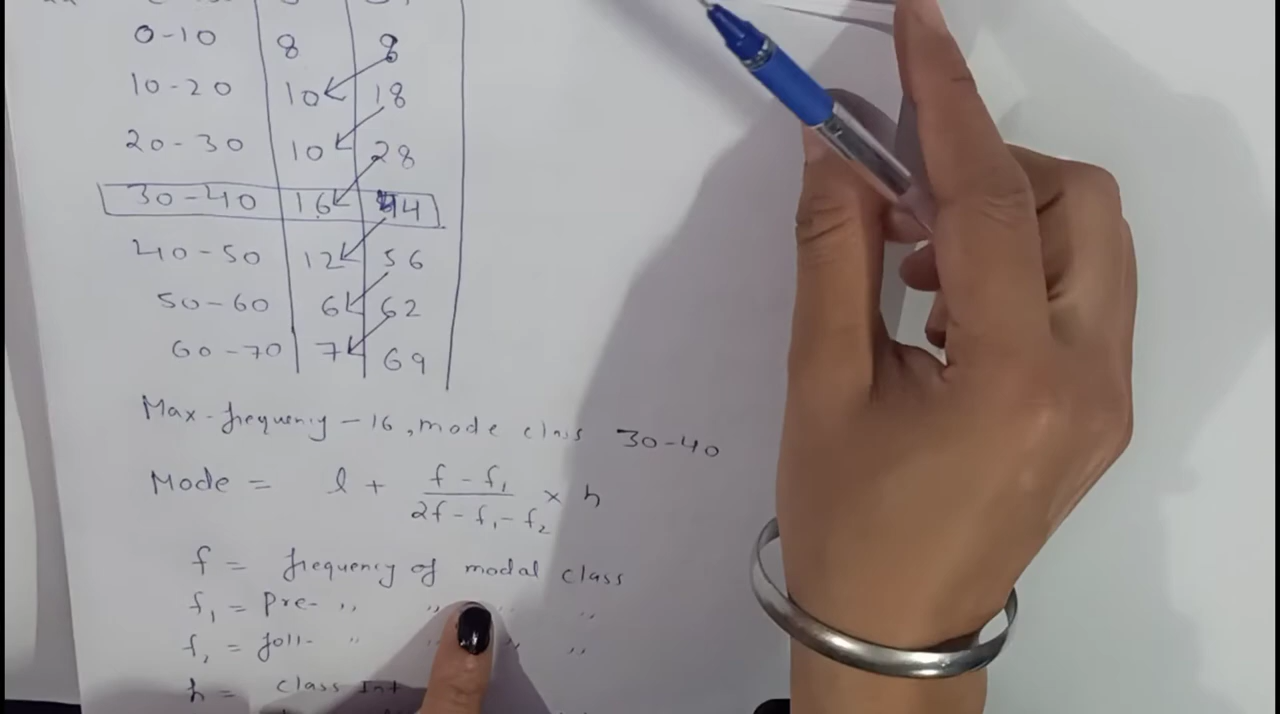 0-10 8 8
10-20 10 18
20-30 10 28
30-40 16 44
40-50 12 56
50-60 6 62
60-70 7 69
Max-frequency - 16, mode class 30-40
Mode = l + f - f₁ / 2f - f₁ - f₂ × h
f = frequency of modal class
f₁ = Pre- ,, ,, ,, ,,
f₂ = foll- ,, ,, ,, ,,
h = class Int